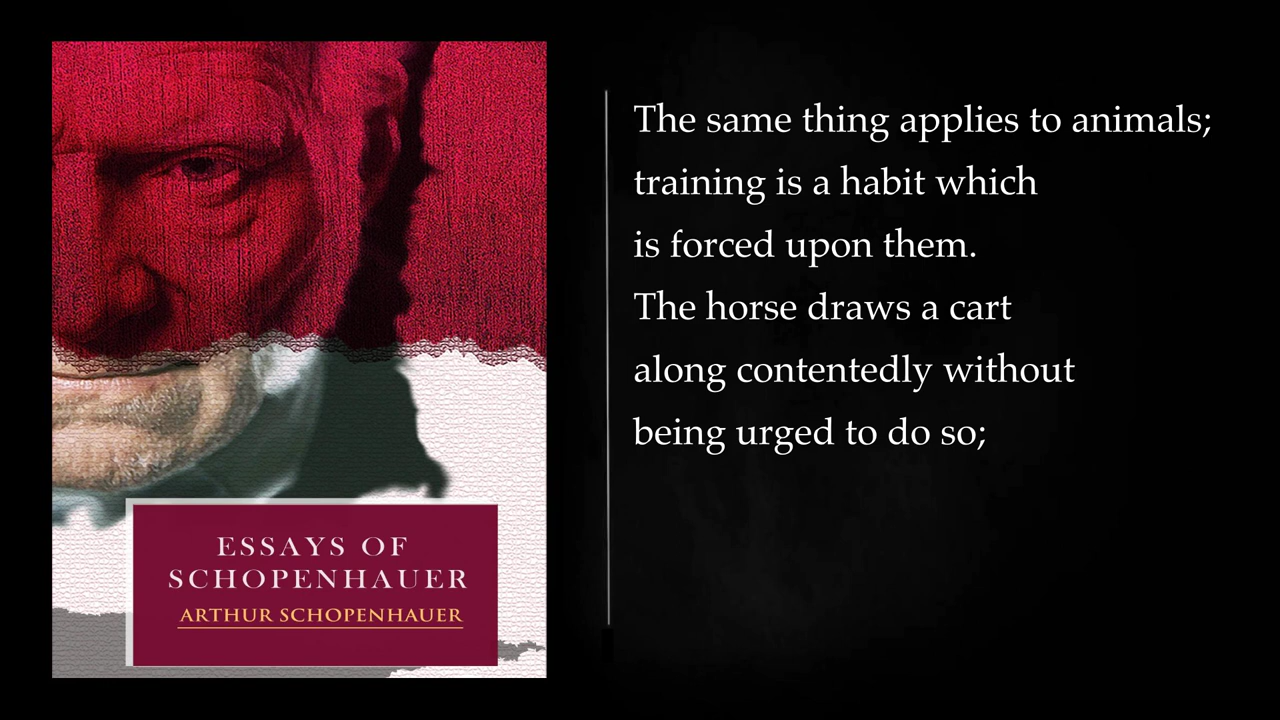 ESSAYS OF
SCHOPENHAUER
ARTHUR SCHOPENHAUER
The same thing applies to animals;
training is a habit which
is forced upon them.
The horse draws a cart
along contentedly without
being urged to do so;